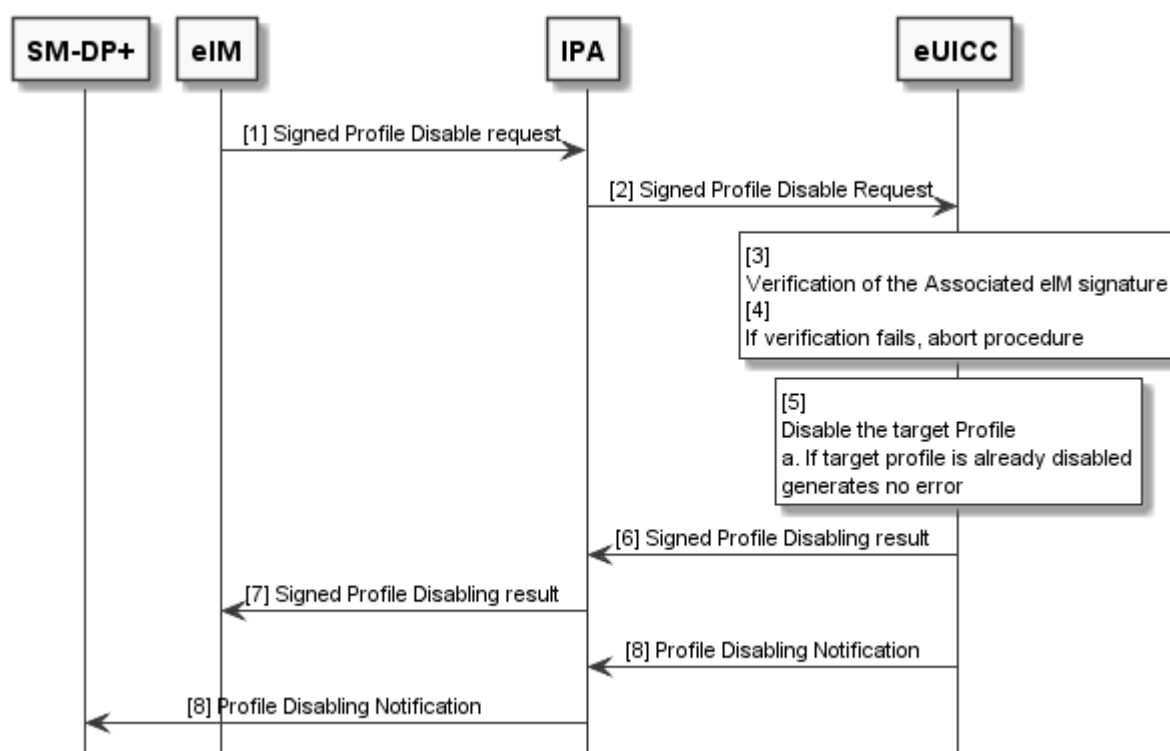 SM-DP+
eIM
IPA
eUICC
[1] Signed Profile Disable request
[2] Signed Profile Disable Request
[3]
Verification of the Associated eIM signature
[4]
If verification fails, abort procedure
[5]
Disable the target Profile
a. If target profile is already disabled
generates no error
[6] Signed Profile Disabling result
[7] Signed Profile Disabling result
[8] Profile Disabling Notification
[8] Profile Disabling Notification